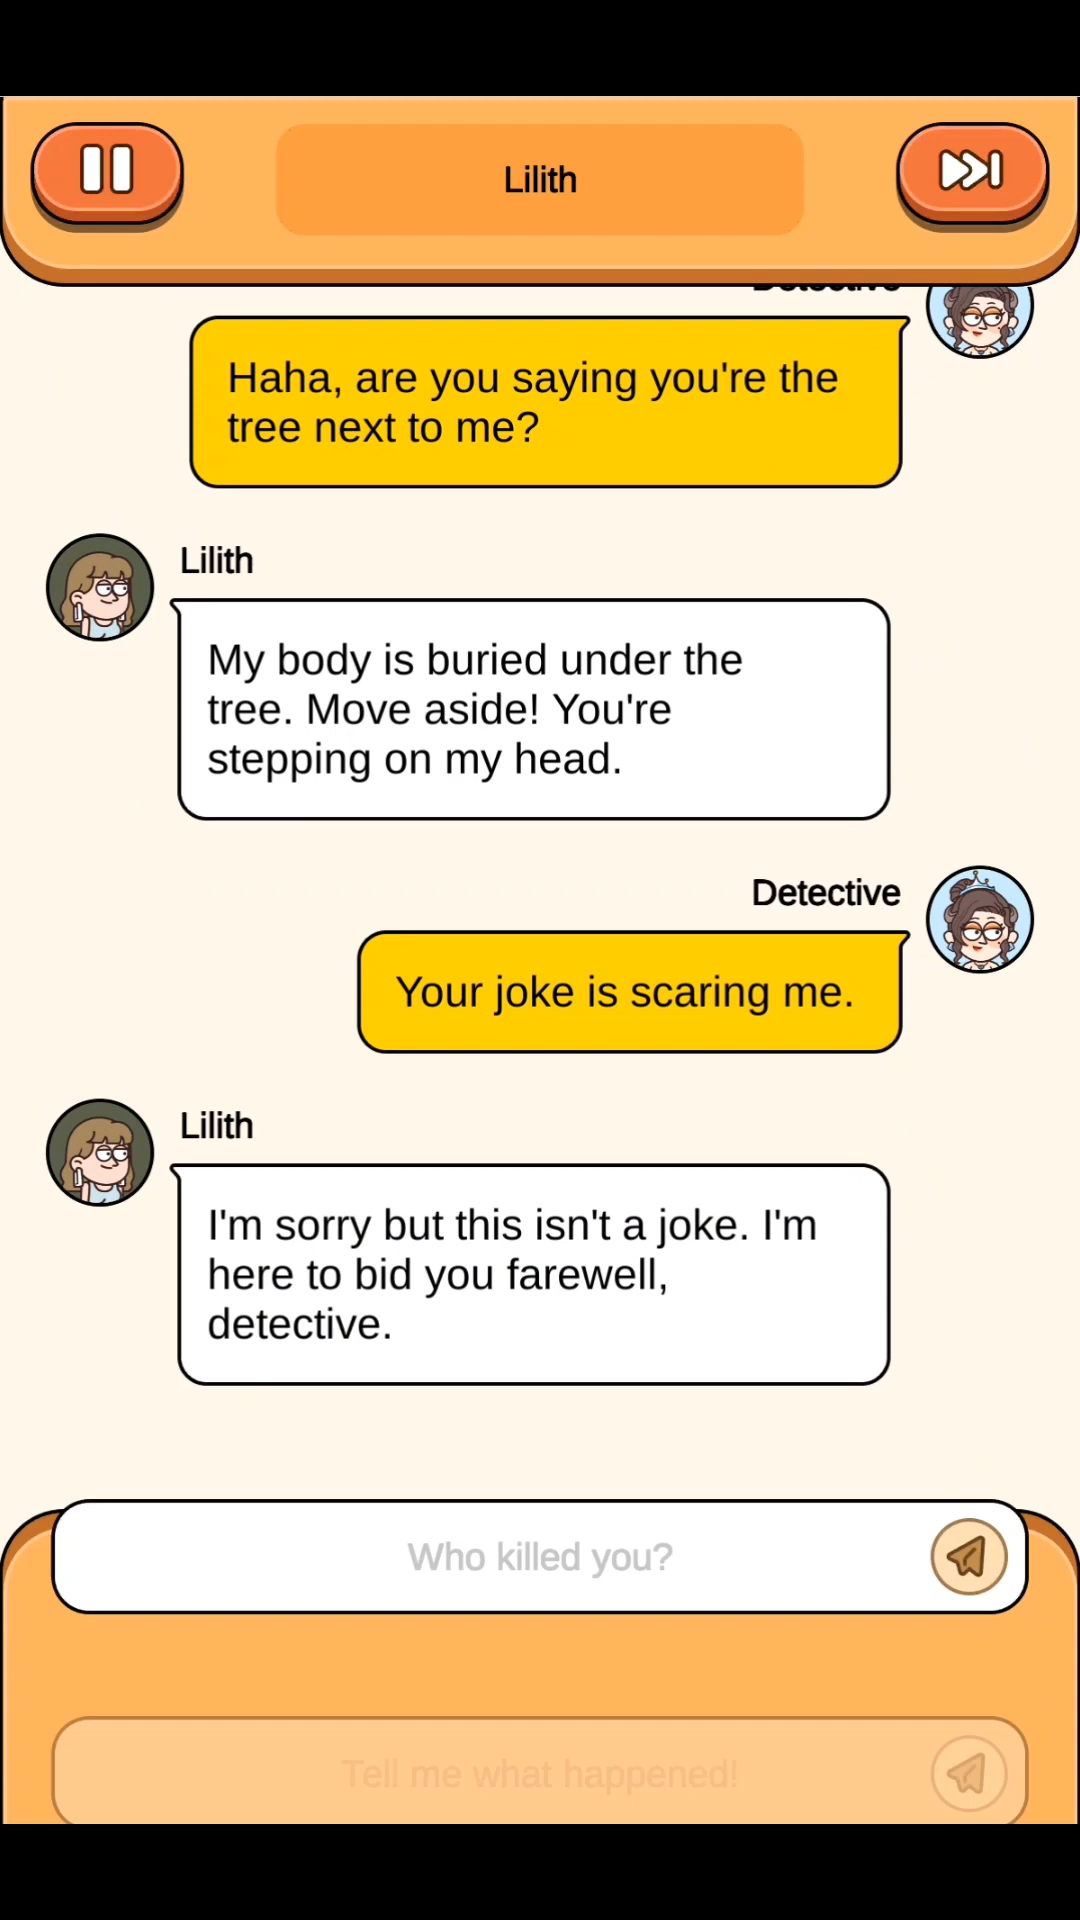 Lilith
Detective
Haha, are you saying you're the
tree next to me?
Lilith
My body is buried under the
tree. Move aside! You're
stepping on my head.
Detective
Your joke is scaring me.
Lilith
I'm sorry but this isn't a joke. I'm
here to bid you farewell,
detective.
Who killed you?
Tell me what happened!